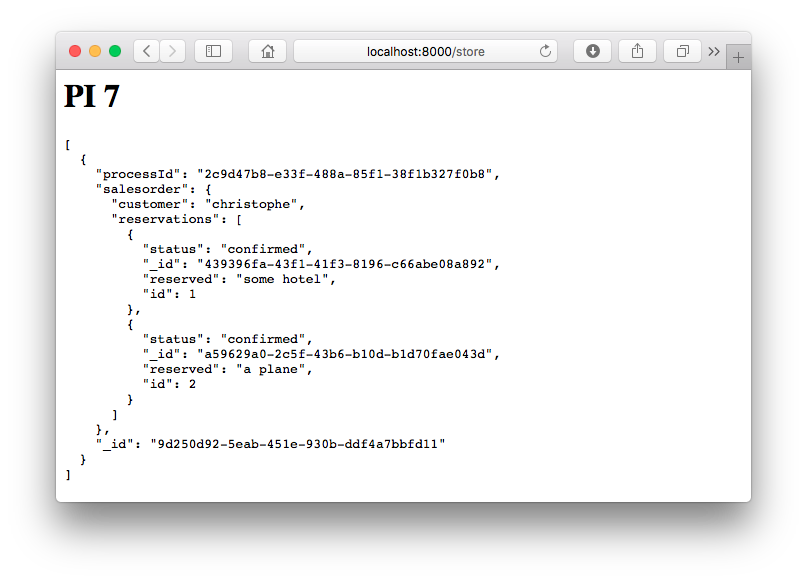 localhost:8000/store
PI 7
[
  {
    "processId": "2c9d47b8-e33f-488a-85f1-38f1b327f0b8",
    "salesorder": {
      "customer": "christophe",
      "reservations": [
        {
          "status": "confirmed",
          "_id": "439396fa-43f1-41f3-8196-c66abe08a892",
          "reserved": "some hotel",
          "id": 1
        },
        {
          "status": "confirmed",
          "_id": "a59629a0-2c5f-43b6-b10d-b1d70fae043d",
          "reserved": "a plane",
          "id": 2
        }
      ]
    },
    "_id": "9d250d92-5eab-451e-930b-ddf4a7bbfd11"
  }
]